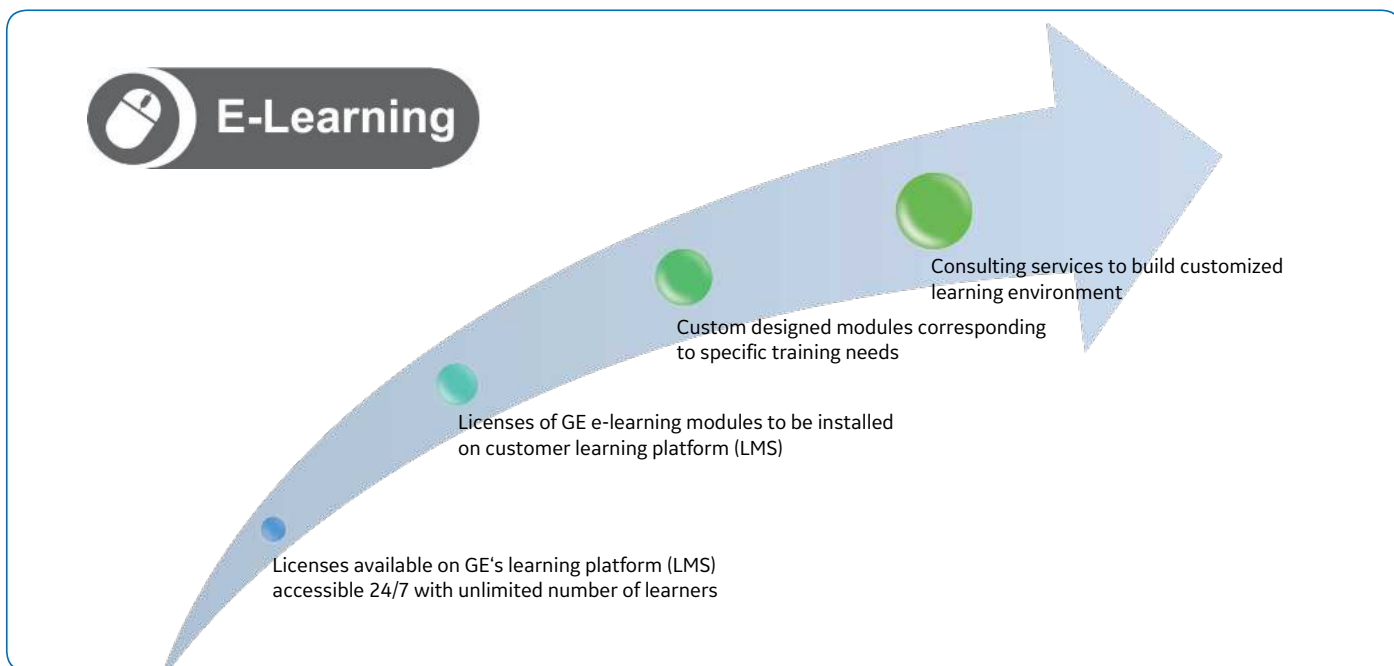 E-Learning
Consulting services to build customized
learning environment
Custom designed modules corresponding
to specific training needs
Licenses of GE e-learning modules to be installed
on customer learning platform (LMS)
Licenses available on GE‘s learning platform (LMS)
accessible 24/7 with unlimited number of learners